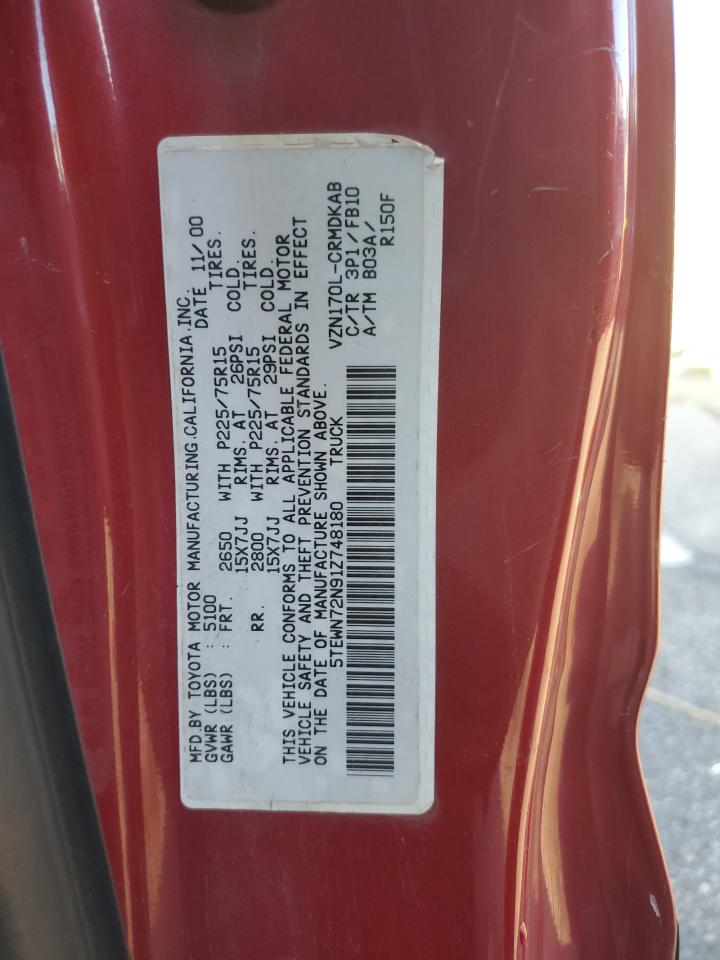 MFD.BY TOYOTA MOTOR MANUFACTURING.CALIFORNIA.INC.
GVWR (LBS) : 5100 DATE 11/00
GAWR (LBS) : FRT. 2650 WITH P225/75R15 TIRES.
15X7JJ RIMS. AT 26PSI COLD.
RR. 2800 WITH P225/75R15 TIRES.
15X7JJ RIMS. AT 29PSI COLD.
THIS VEHICLE CONFORMS TO ALL APPLICABLE FEDERAL MOTOR
VEHICLE SAFETY AND THEFT PREVENTION STANDARDS IN EFFECT
ON THE DATE OF MANUFACTURE SHOWN ABOVE.
5TEWN72N91Z748180 TRUCK VZN170L-CRMDKAB
C/TR 3P1/FB10
A/TM B03A/
R150F